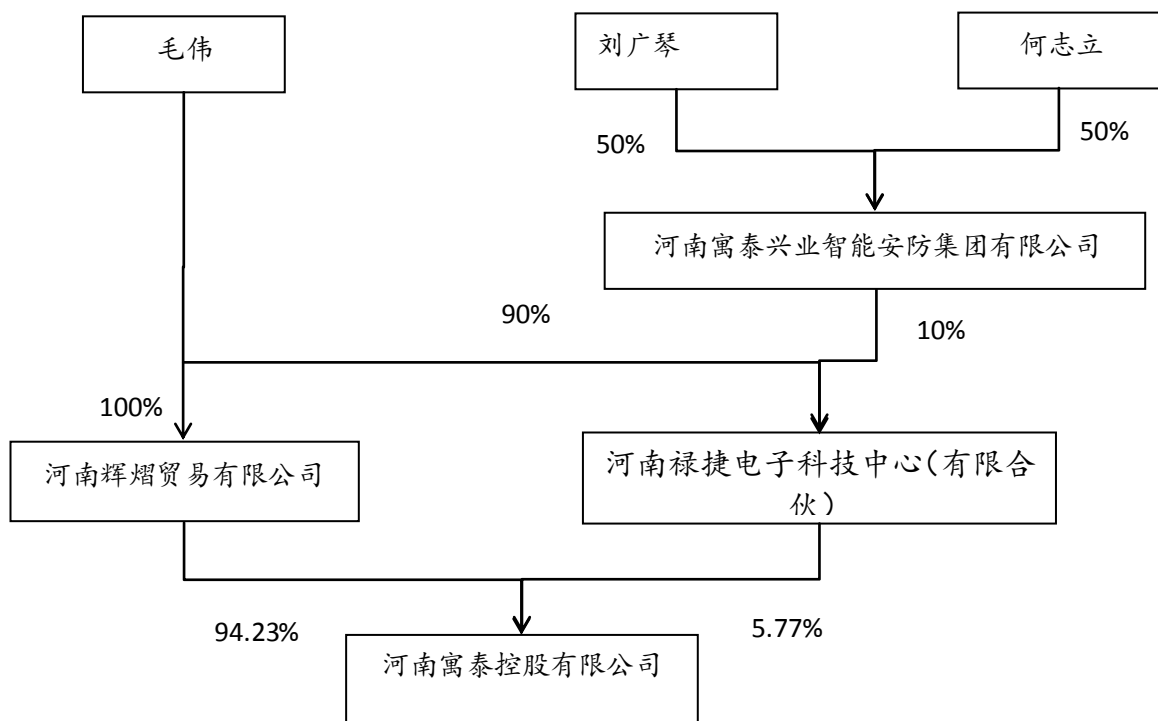 毛伟
刘广琴
何志立
50%
50%
河南寓泰兴业智能安防集团有限公司
90%
10%
100%
河南辉熠贸易有限公司
河南禄捷电子科技中心(有限合
伙)
94.23%
5.77%
河南寓泰控股有限公司